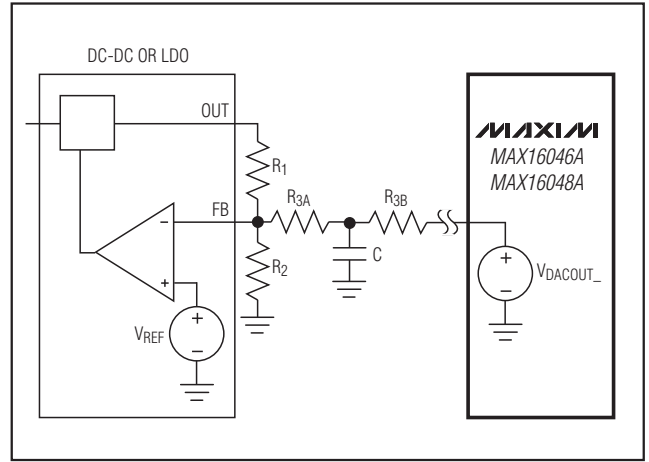 DC-DC OR LDO
OUT
R1
FB
R3A
R3B
R2
C
VREF
MAXIM
MAX16046A
MAX16048A
VDACOUT_